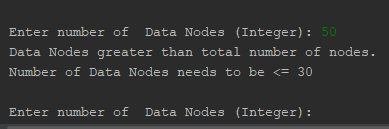 Enter number of  Data Nodes (Integer): 50
Data Nodes greater than total number of nodes.
Number of Data Nodes needs to be <= 30
Enter number of  Data Nodes (Integer):